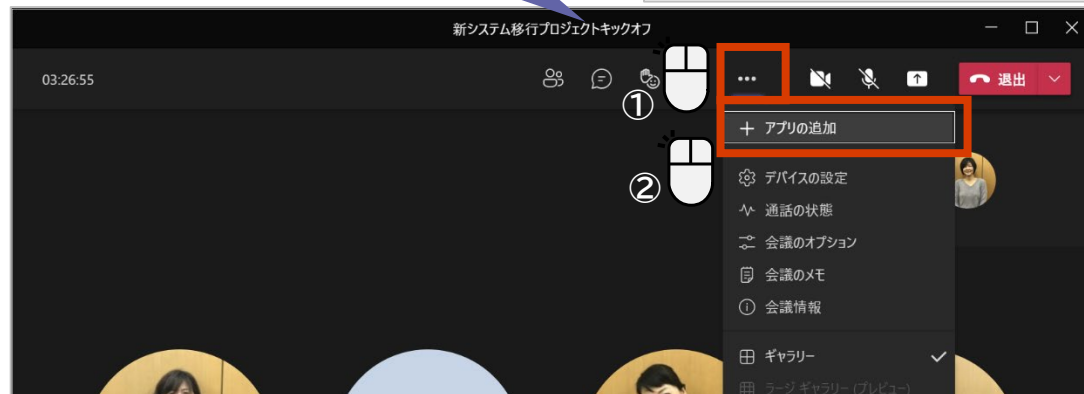 新システム移行プロジェクトキックオフ
03:26:55
退出
①
アプリの追加
②
デバイスの設定
通話の状態
会議のオプション
会議のメモ
会議情報
ギャラリー
ラージ ギャラリー (プレビュー)